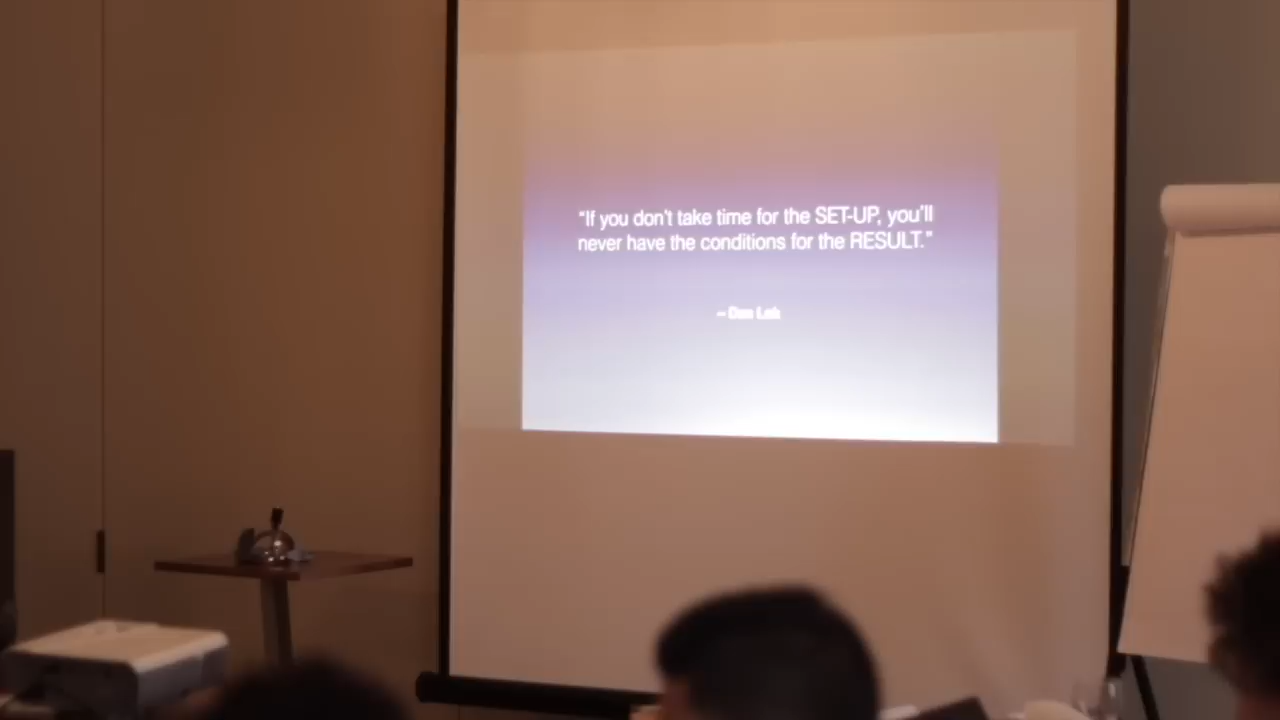 “If you don’t take time for the SET-UP, you’ll
never have the conditions for the RESULT.”